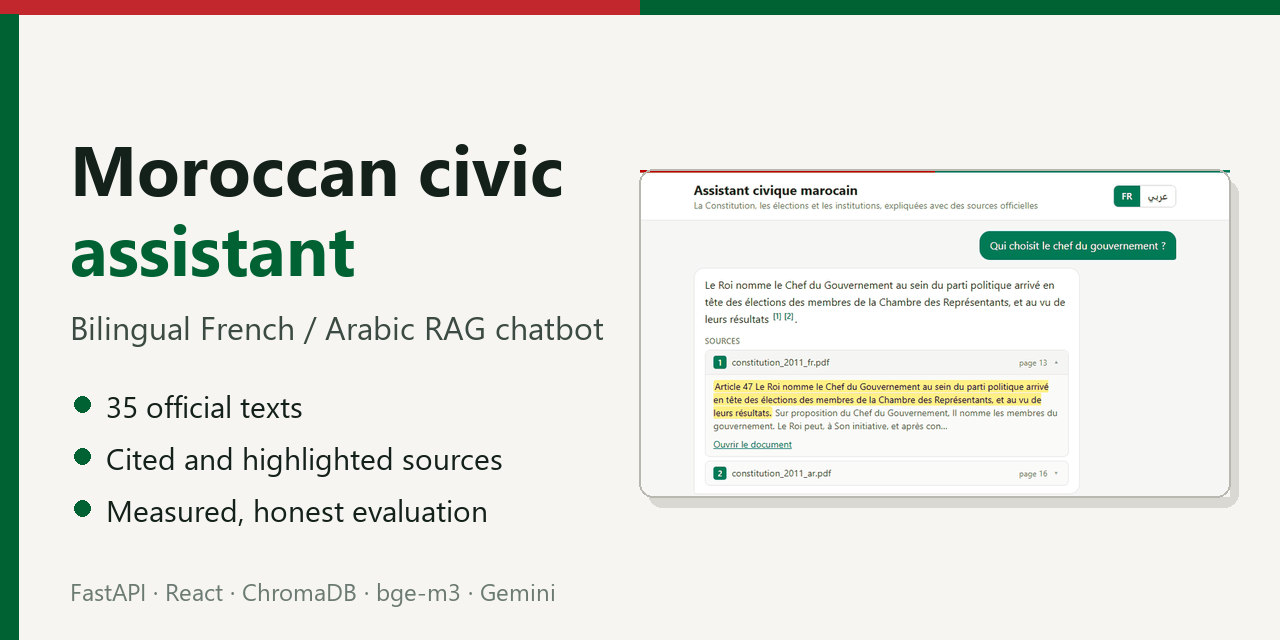 Moroccan civic
assistant
Bilingual French / Arabic RAG chatbot
35 official texts
Cited and highlighted sources
Measured, honest evaluation
FastAPI · React · ChromaDB · bge-m3 · Gemini
Assistant civique marocain
La Constitution, les élections et les institutions, expliquées avec des sources officielles
FR عربي
Qui choisit le chef du gouvernement ?
Le Roi nomme le Chef du Gouvernement au sein du parti politique arrivé en
tête des élections des membres de la Chambre des Représentants, et au vu de
leurs résultats [1] [2].
SOURCES
1 constitution_2011_fr.pdf page 13
Article 47 Le Roi nomme le Chef du Gouvernement au sein du parti politique arrivé
en tête des élections des membres de la Chambre des Représentants, et au vu de
leurs résultats. Sur proposition du Chef du Gouvernement, Il nomme les membres du
gouvernement. Le Roi peut, à Son initiative, et après con...
Ouvrir le document
2 constitution_2011_ar.pdf page 16